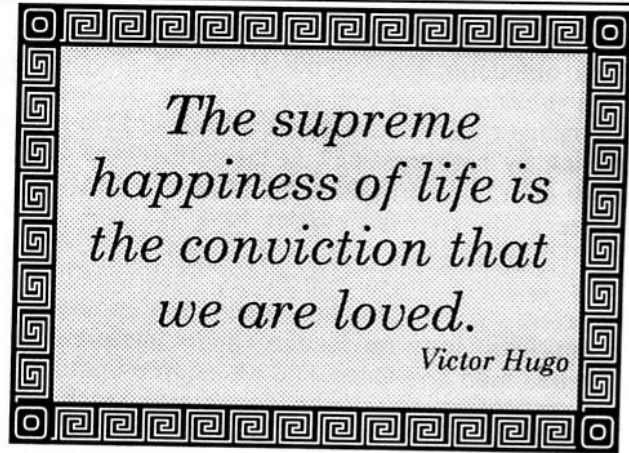 The supreme
happiness of life is
the conviction that
we are loved.
Victor Hugo